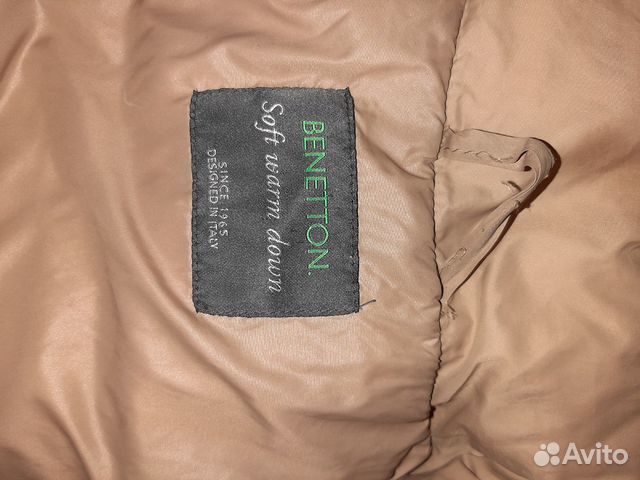 BENETTON.
Soft warm down
SINCE 1965
DESIGNED IN ITALY
Avito